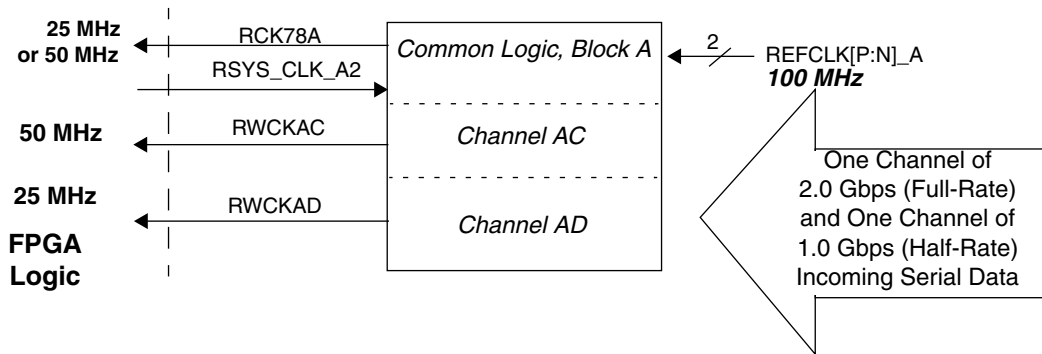 25 MHz
or 50 MHz
RCK78A
RSYS_CLK_A2
Common Logic, Block A
2
REFCLK[P:N]_A
100 MHz
50 MHz
RWCKAC
Channel AC
25 MHz
RWCKAD
Channel AD
FPGA
Logic
One Channel of
2.0 Gbps (Full-Rate)
and One Channel of
1.0 Gbps (Half-Rate)
Incoming Serial Data